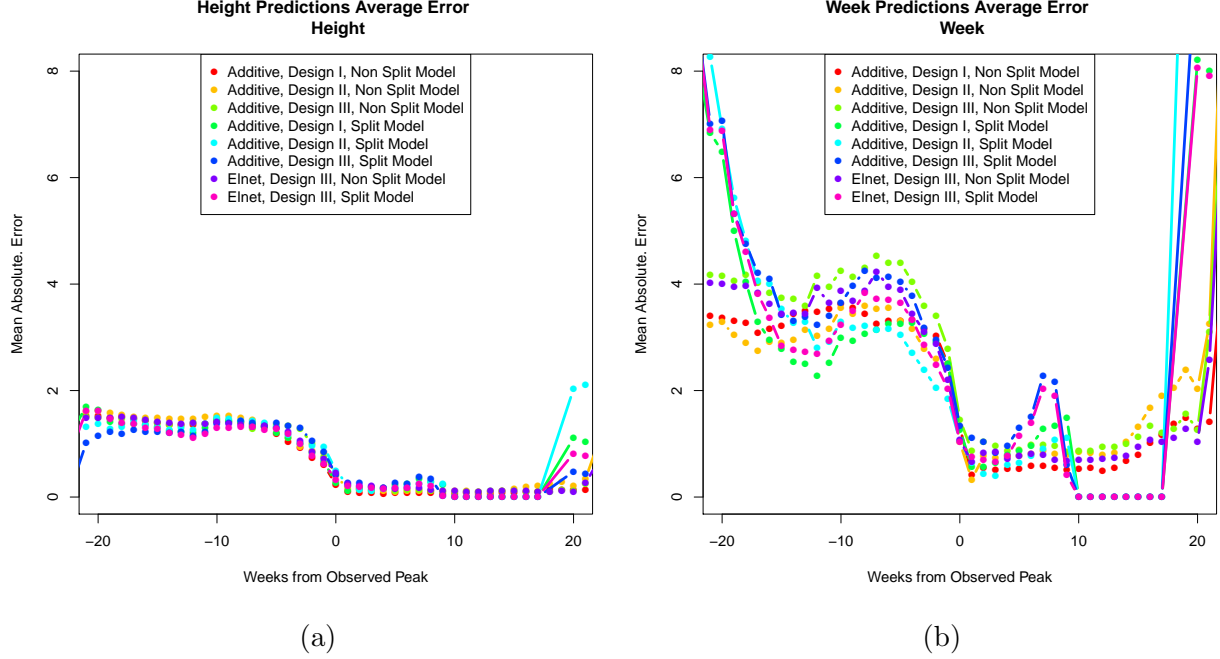 Height Predictions Average Error
Height
Mean Absolute. Error
8
6
4
2
0
Additive, Design I, Non Split Model
Additive, Design II, Non Split Model
Additive, Design III, Non Split Model
Additive, Design I, Split Model
Additive, Design II, Split Model
Additive, Design III, Split Model
Elnet, Design III, Non Split Model
Elnet, Design III, Split Model
−20
−10
0
10
20
Weeks from Observed Peak
(a)
Week Predictions Average Error
Week
Mean Absolute. Error
8
6
4
2
0
Additive, Design I, Non Split Model
Additive, Design II, Non Split Model
Additive, Design III, Non Split Model
Additive, Design I, Split Model
Additive, Design II, Split Model
Additive, Design III, Split Model
Elnet, Design III, Non Split Model
Elnet, Design III, Split Model
−20
−10
0
10
20
Weeks from Observed Peak
(b)